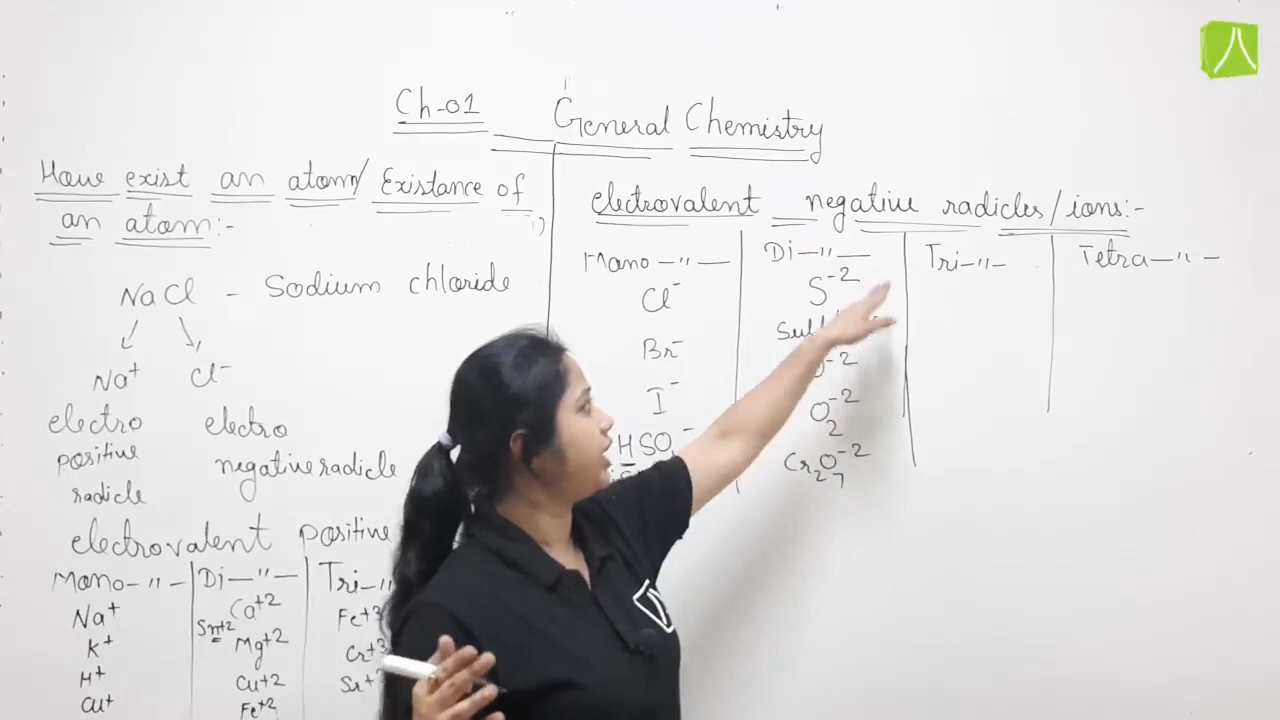 Ch-01 General Chemistry
How exist an atom/ Existance of
an atom:-
NaCl - Sodium chloride
Na⁺ Cl⁻
electro positive radicle
electro negative radicle
electrovalent positive
Mono-〃- Di-〃- Tri-〃
Na⁺
K⁺
H⁺
Cu⁺
Ca+2
Sn+2
Mg+2
Cu+2
Fe+2
Fe+3
Cr+3
electrovalent negative radicles/ions:-
Mono-〃- Di-〃- Tri-〃- Tetra-〃-
Cl⁻
Br⁻
I⁻
S⁻²
O₂⁻²
Cr₂O₇⁻²